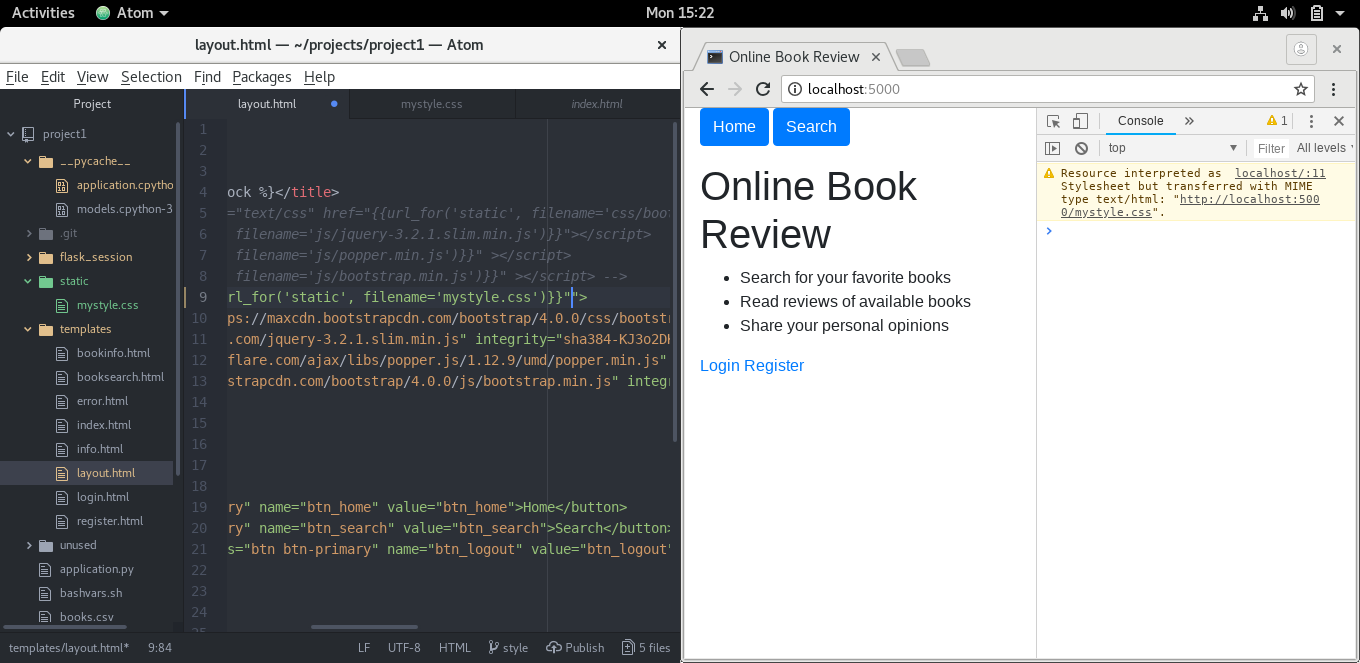 Activities Atom Mon 15:22
layout.html — ~/projects/project1 — Atom
File Edit View Selection Find Packages Help
Project
project1
__pycache__
application.cpytho
models.cpython-3
.git
flask_session
static
mystyle.css
templates
bookinfo.html
booksearch.html
error.html
index.html
info.html
layout.html
login.html
register.html
unused
application.py
bashvars.sh
books.csv
layout.html mystyle.css index.html
1
2
3
4 ock %}</title>
5 ="text/css" href="{{url_for('static', filename='css/boot
6 filename='js/jquery-3.2.1.slim.min.js')}}"></script>
7 filename='js/popper.min.js')}}" ></script>
8 filename='js/bootstrap.min.js')}}" ></script> -->
9 rl_for('static', filename='mystyle.css')}}"">
10 ps://maxcdn.bootstrapcdn.com/bootstrap/4.0.0/css/bootstr
11 .com/jquery-3.2.1.slim.min.js" integrity="sha384-KJ3o2DK
12 flare.com/ajax/libs/popper.js/1.12.9/umd/popper.min.js"
13 strapcdn.com/bootstrap/4.0.0/js/bootstrap.min.js" integr
14
15
16
17
18
19 ry" name="btn_home" value="btn_home">Home</button>
20 ry" name="btn_search" value="btn_search">Search</button>
21 s="btn btn-primary" name="btn_logout" value="btn_logout"
22
23
24
25
templates/layout.html* 9:84 LF UTF-8 HTML style Publish 5 files
Online Book Review
localhost:5000
Home Search
Online Book
Review
• Search for your favorite books
• Read reviews of available books
• Share your personal opinions
Login Register
Console » 1
top Filter All levels
Resource interpreted as localhost/:11
Stylesheet but transferred with MIME
type text/html: "http://localhost:500
0/mystyle.css".